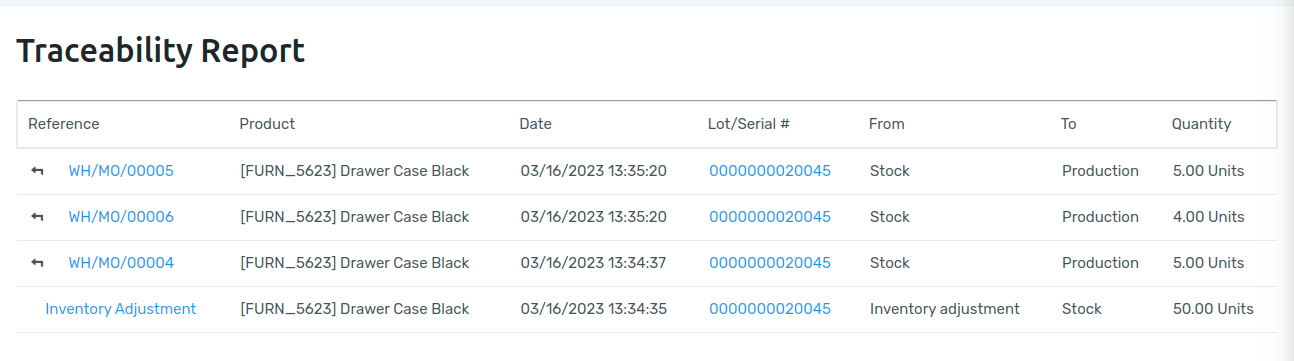 Traceability Report
Reference Product Date Lot/Serial # From To Quantity
WH/MO/00005 [FURN_5623] Drawer Case Black 03/16/2023 13:35:20 0000000020045 Stock Production 5.00 Units
WH/MO/00006 [FURN_5623] Drawer Case Black 03/16/2023 13:35:20 0000000020045 Stock Production 4.00 Units
WH/MO/00004 [FURN_5623] Drawer Case Black 03/16/2023 13:34:37 0000000020045 Stock Production 5.00 Units
Inventory Adjustment [FURN_5623] Drawer Case Black 03/16/2023 13:34:35 0000000020045 Inventory adjustment Stock 50.00 Units